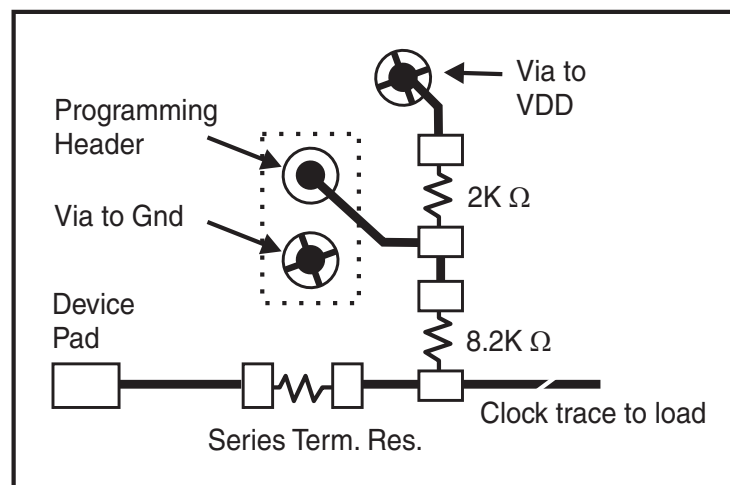 Via to
VDD
Programming
Header
2K Ω
Via to Gnd
Device
Pad
8.2K Ω
Clock trace to load
Series Term. Res.